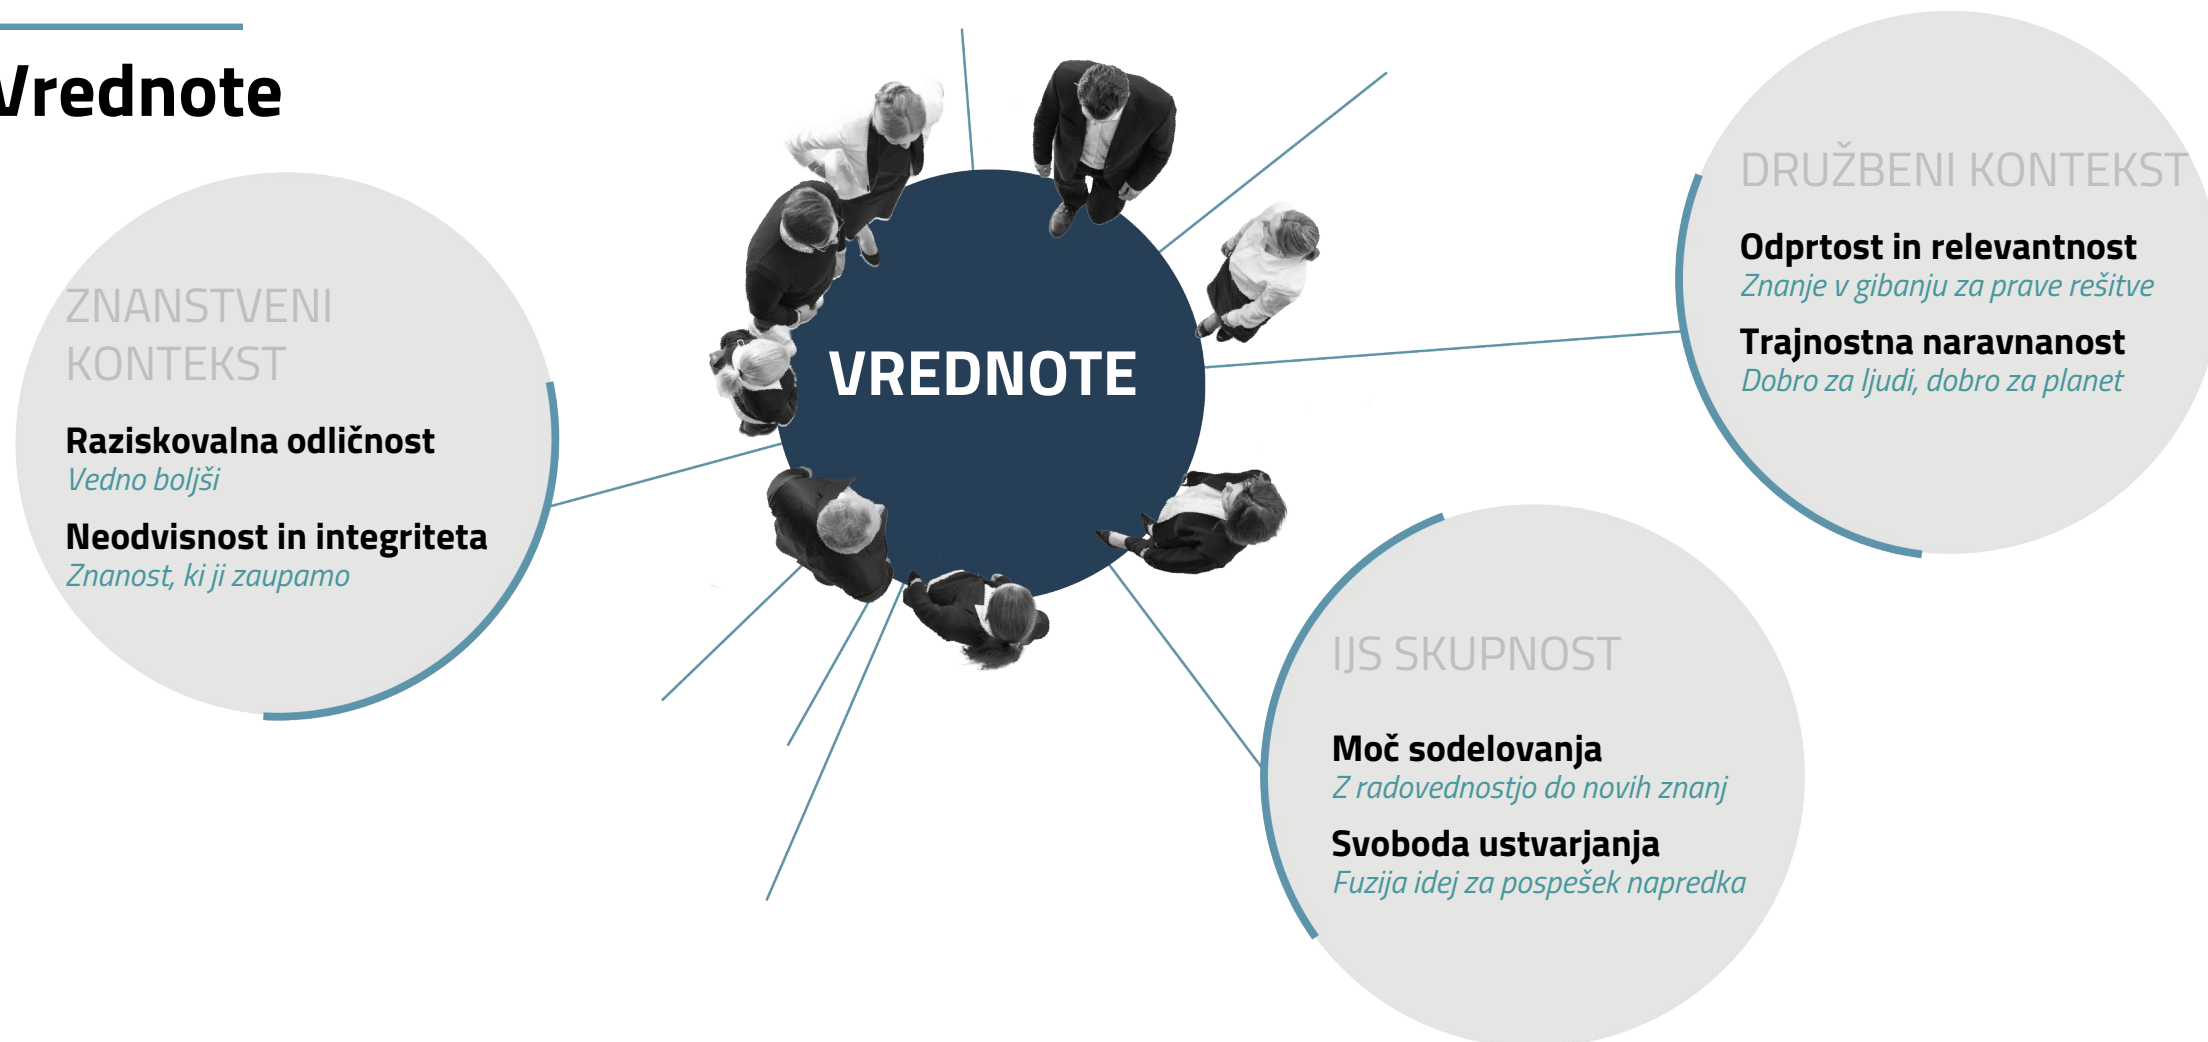 Vrednote
ZNANSTVENI
KONTEKST
Raziskovalna odličnost
Vedno boljši
Neodvisnost in integriteta
Znanost, ki ji zaupamo
VREDNOTE
DRUŽBENI KONTEKST
Odprtost in relevantnost
Znanje v gibanju za prave rešitve
Trajnostna naravnanost
Dobro za ljudi, dobro za planet
IJS SKUPNOST
Moč sodelovanja
Z radovednostjo do novih znanj
Svoboda ustvarjanja
Fuzija idej za pospešek napredka